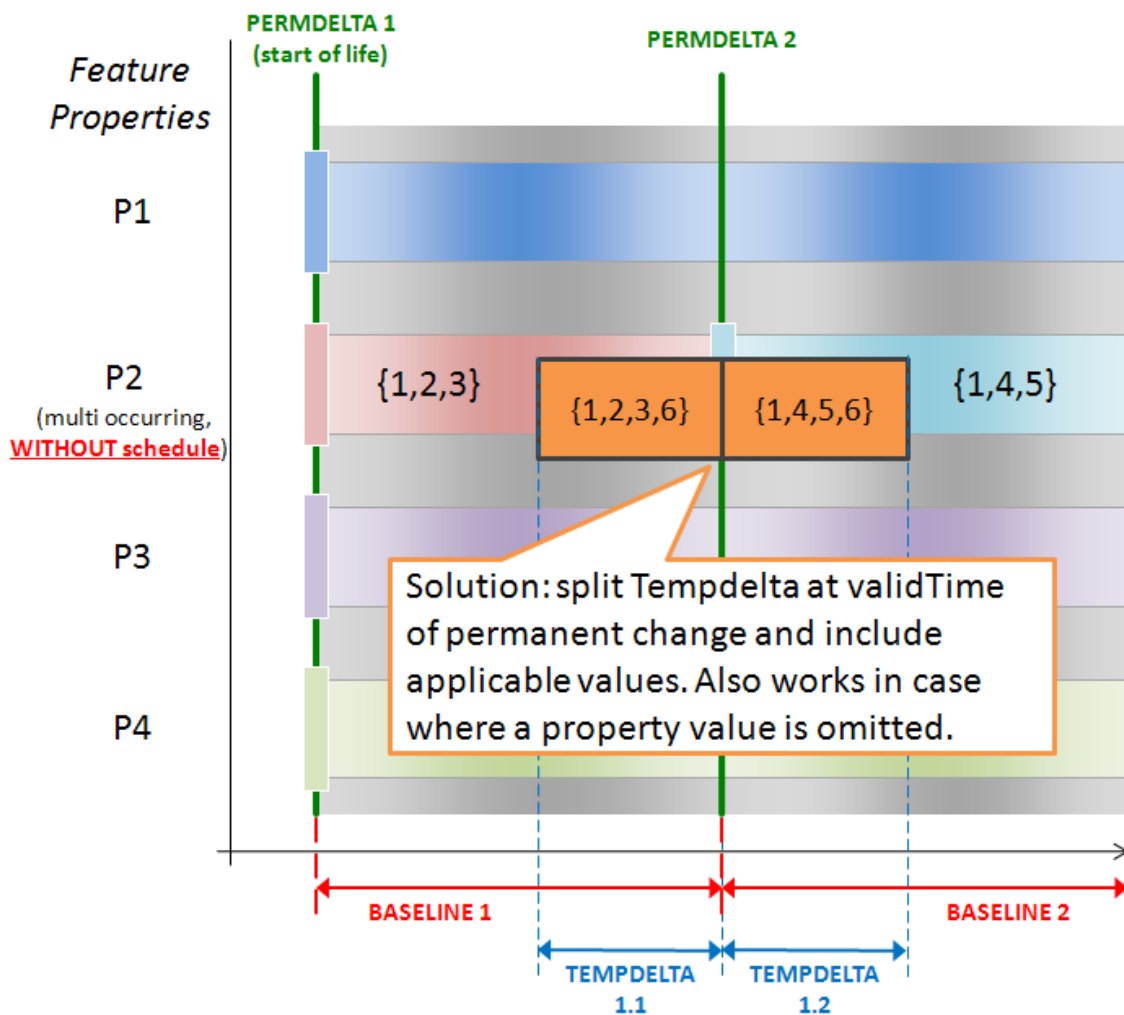 PERMDELTA 1
(start of life)
PERMDELTA 2
Feature
Properties
P1
P2
(multi occurring,
WITHOUT schedule)
{1,2,3}
{1,2,3,6}
{1,4,5,6}
{1,4,5}
P3
Solution: split Tempdelta at validTime
of permanent change and include
applicable values. Also works in case
where a property value is omitted.
P4
BASELINE 1
BASELINE 2
TEMPDELTA
1.1
TEMPDELTA
1.2